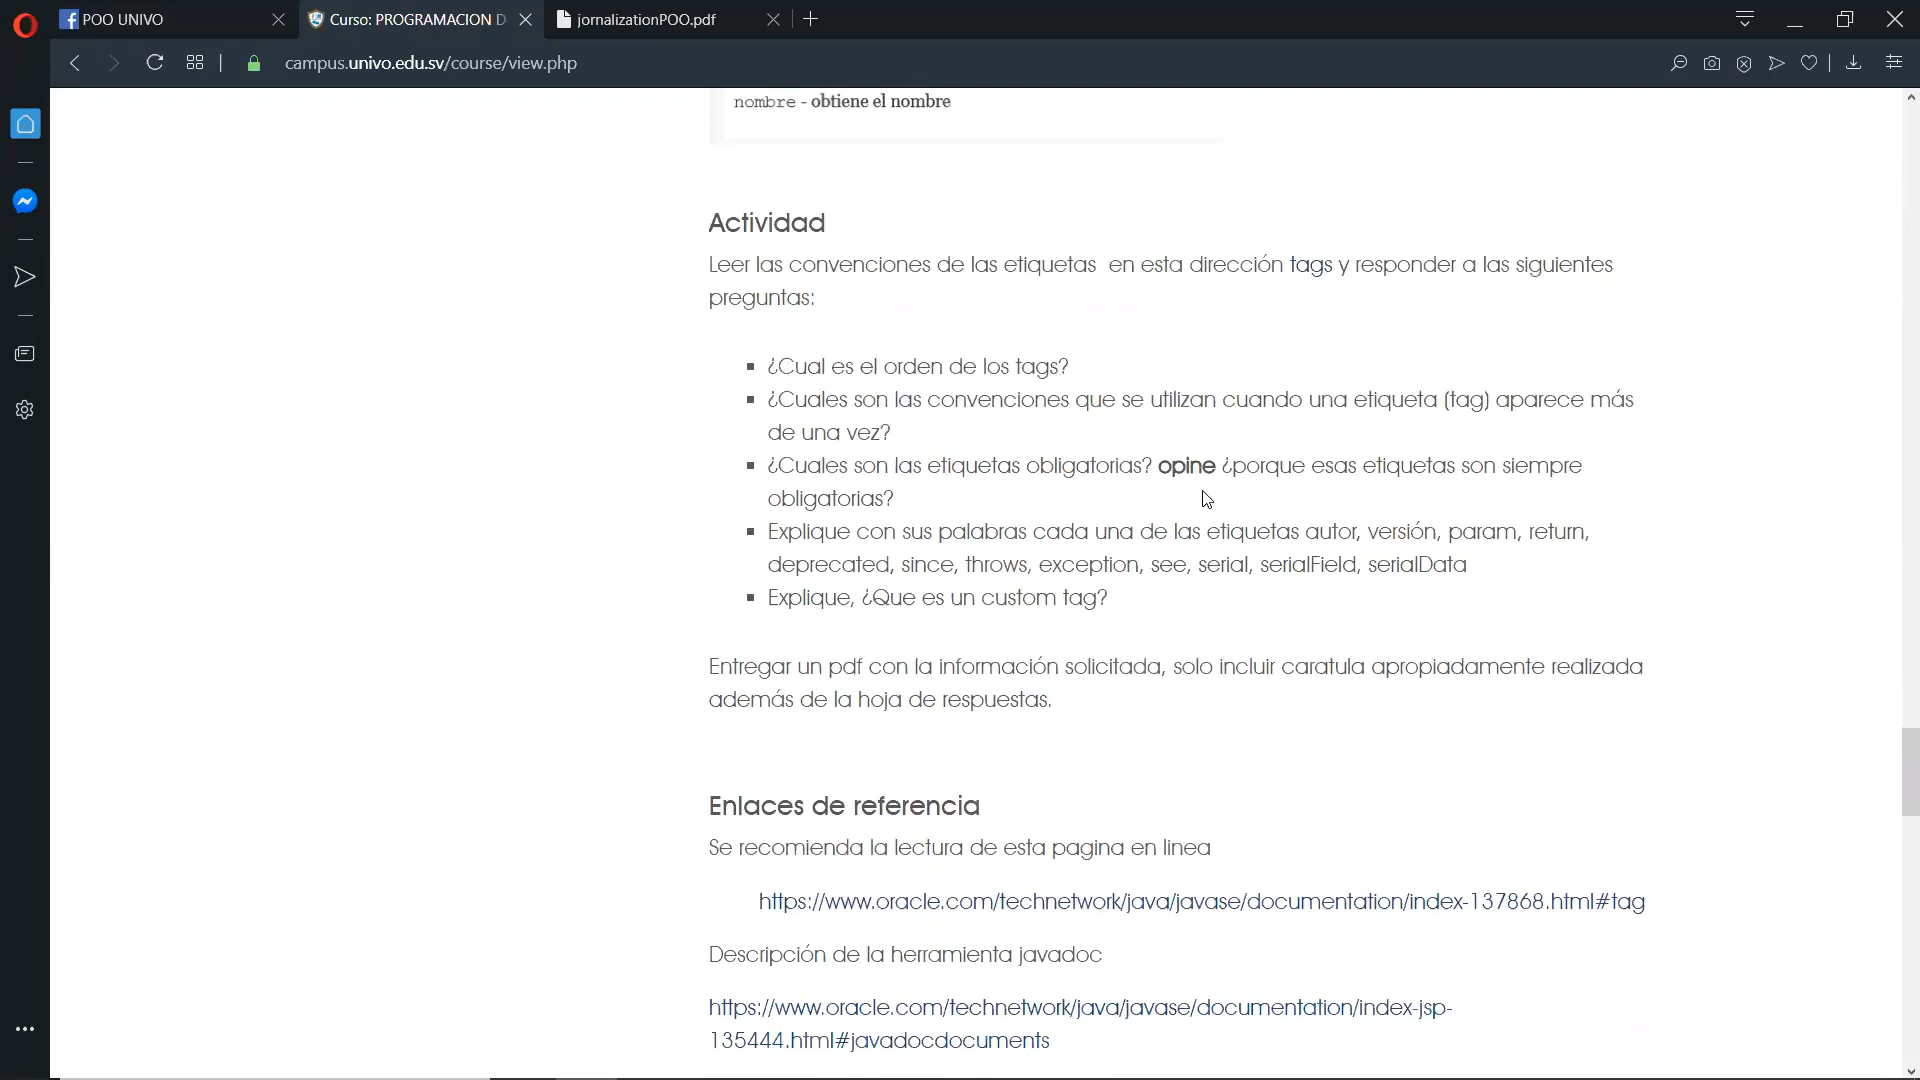 POO UNIVO
Curso: PROGRAMACION D
jornalizationPOO.pdf
campus.univo.edu.sv/course/view.php
nombre - obtiene el nombre
Actividad
Leer las convenciones de las etiquetas en esta dirección tags y responder a las siguientes
preguntas:
¿Cual es el orden de los tags?
¿Cuales son las convenciones que se utilizan cuando una etiqueta (tag) aparece más
de una vez?
¿Cuales son las etiquetas obligatorias? opine ¿porque esas etiquetas son siempre
obligatorias?
Explique con sus palabras cada una de las etiquetas autor, versión, param, return,
deprecated, since, throws, exception, see, serial, serialField, serialData
Explique, ¿Que es un custom tag?
Entregar un pdf con la información solicitada, solo incluir caratula apropiadamente realizada
además de la hoja de respuestas.
Enlaces de referencia
Se recomienda la lectura de esta pagina en linea
https://www.oracle.com/technetwork/java/javase/documentation/index-137868.html#tag
Descripción de la herramienta javadoc
https://www.oracle.com/technetwork/java/javase/documentation/index-jsp-
135444.html#javadocdocuments